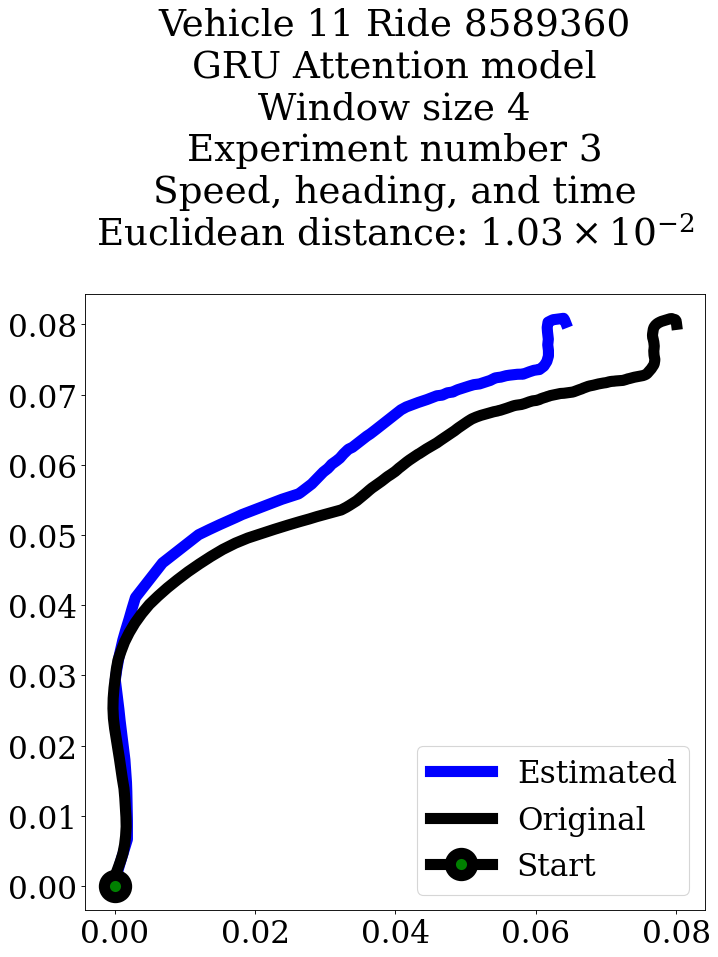 Vehicle 11 Ride 8589360
GRU Attention model
Window size 4
Experiment number 3
Speed, heading, and time
Euclidean distance: 1.03 × 10⁻²
0.08
0.07
0.06
0.05
0.04
0.03
0.02
0.01
0.00
Estimated
Original
Start
0.00 0.02 0.04 0.06 0.08